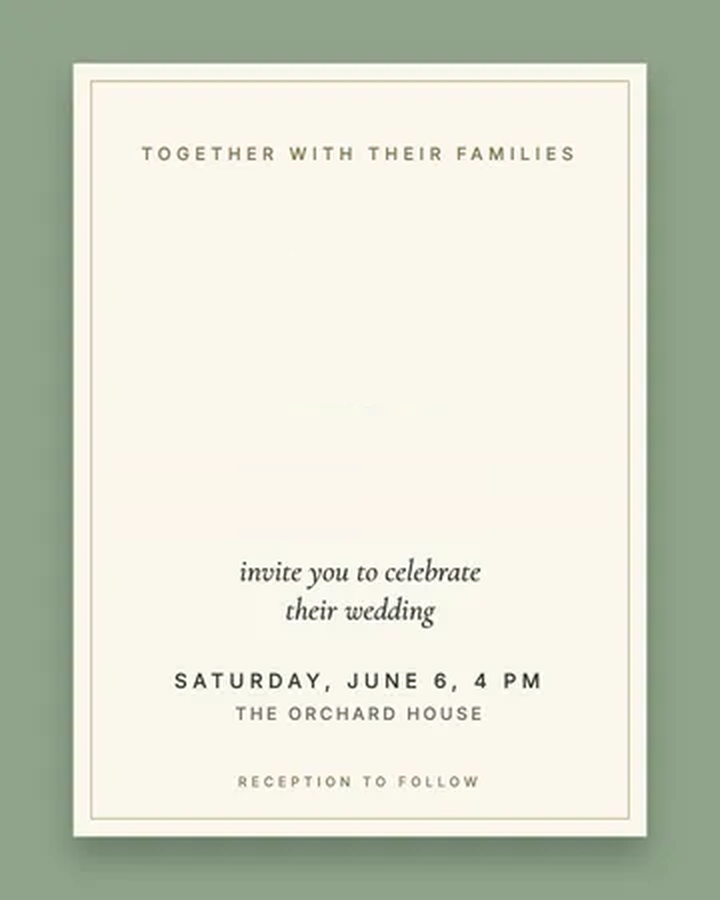 TOGETHER WITH THEIR FAMILIES
invite you to celebrate
their wedding
SATURDAY, JUNE 6, 4 PM
THE ORCHARD HOUSE
RECEPTION TO FOLLOW